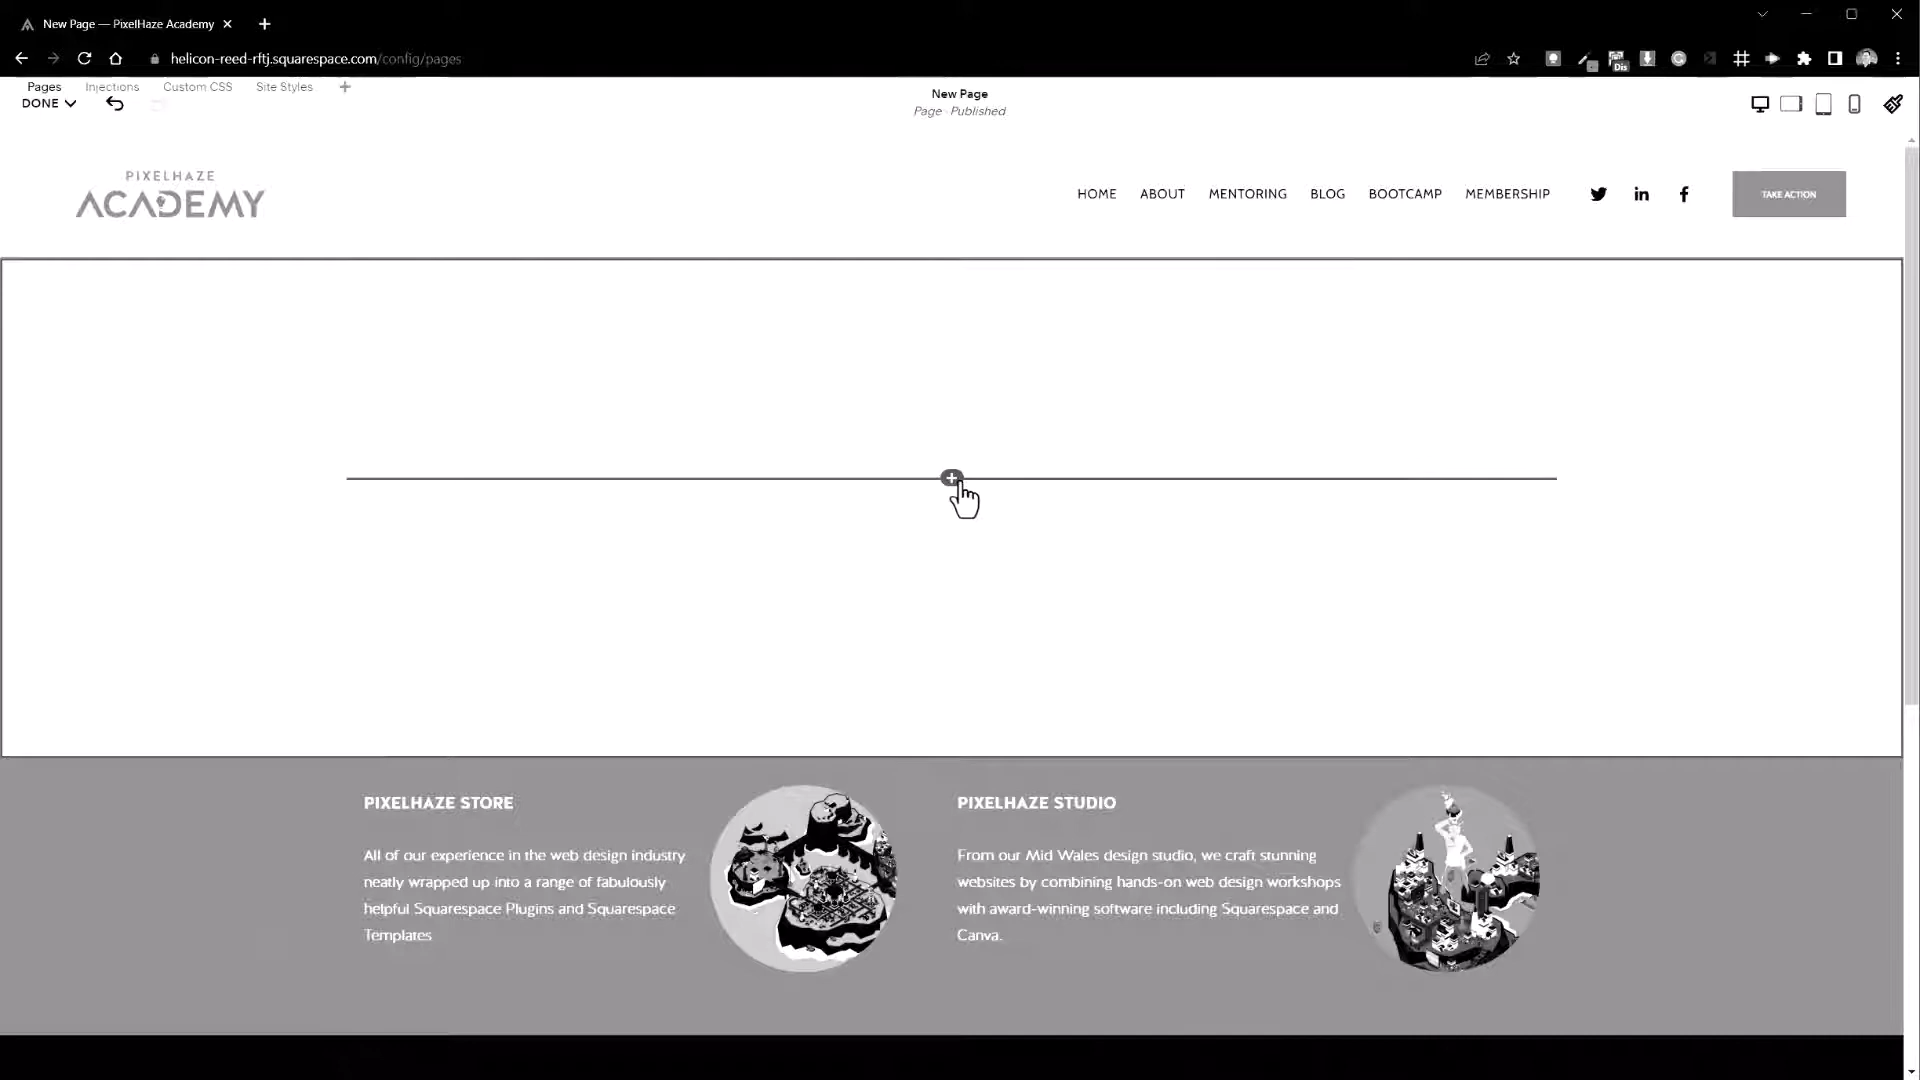 New Page — PixelHaze Academy
helicon-reed-rftj.squarespace.com/config/pages
Dis
Pages Injections Custom CSS Site Styles
DONE
New Page
Page · Published
PIXELHAZE
ACADEMY
HOME ABOUT MENTORING BLOG BOOTCAMP MEMBERSHIP
TAKE ACTION
PIXELHAZE STORE
All of our experience in the web design industry
neatly wrapped up into a range of fabulously
helpful Squarespace Plugins and Squarespace
Templates
PIXELHAZE STUDIO
From our Mid Wales design studio, we craft stunning
websites by combining hands-on web design workshops
with award-winning software including Squarespace and
Canva.